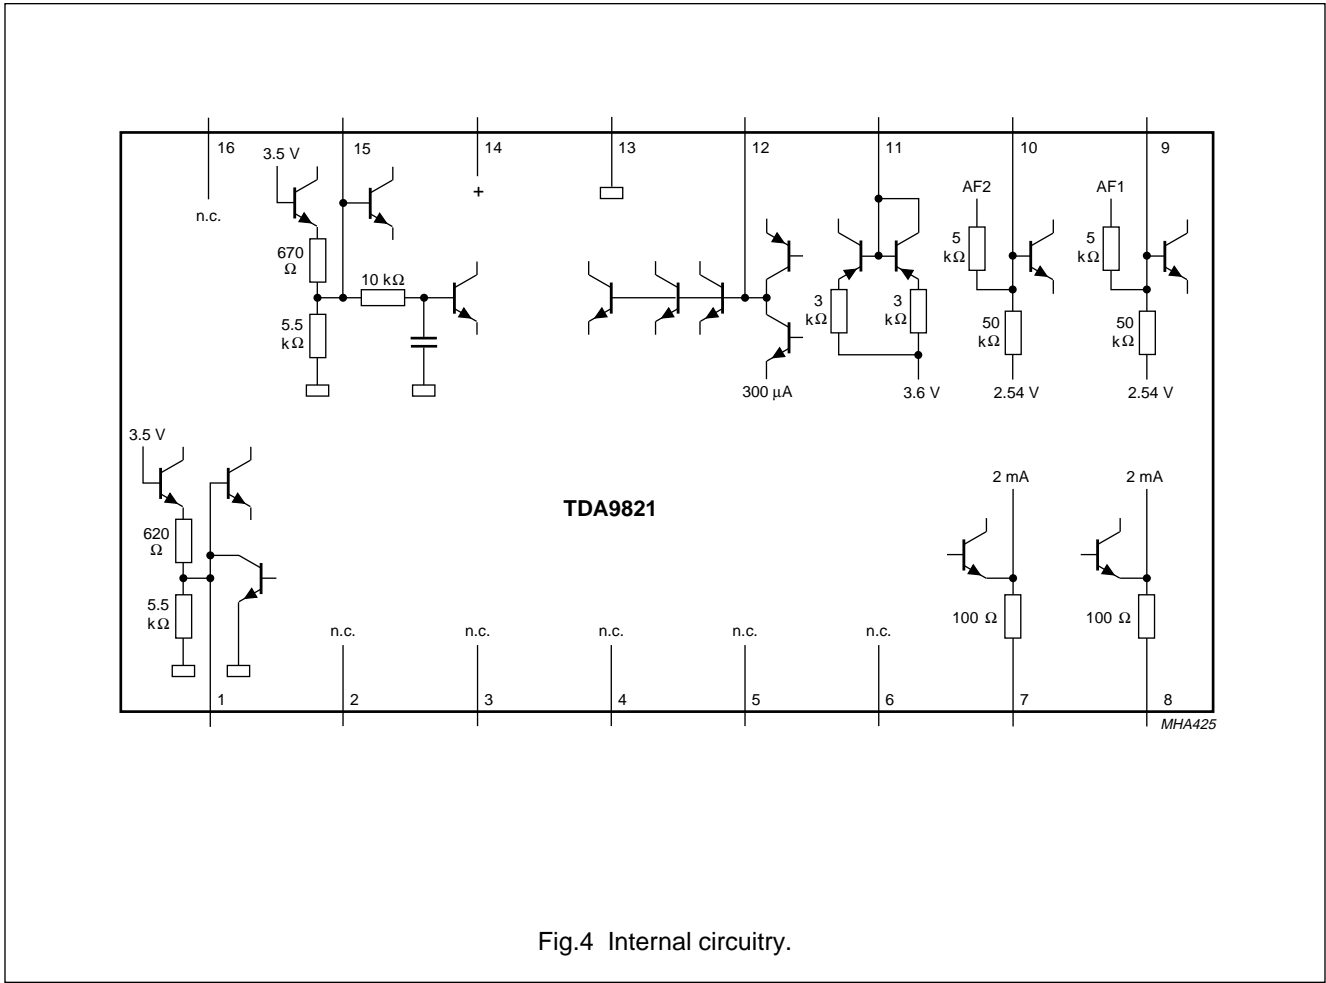 16
15
14
13
12
11
10
9
3.5 V
n.c.
+
AF2
AF1
670
Ω
10 kΩ
5.5
kΩ
3
kΩ
3
kΩ
5
kΩ
5
kΩ
50
kΩ
50
kΩ
300 μA
3.6 V
2.54 V
2.54 V
3.5 V
TDA9821
2 mA
2 mA
620
Ω
5.5
kΩ
100 Ω
100 Ω
n.c.
n.c.
n.c.
n.c.
n.c.
1
2
3
4
5
6
7
8
MHA425
Fig.4 Internal circuitry.